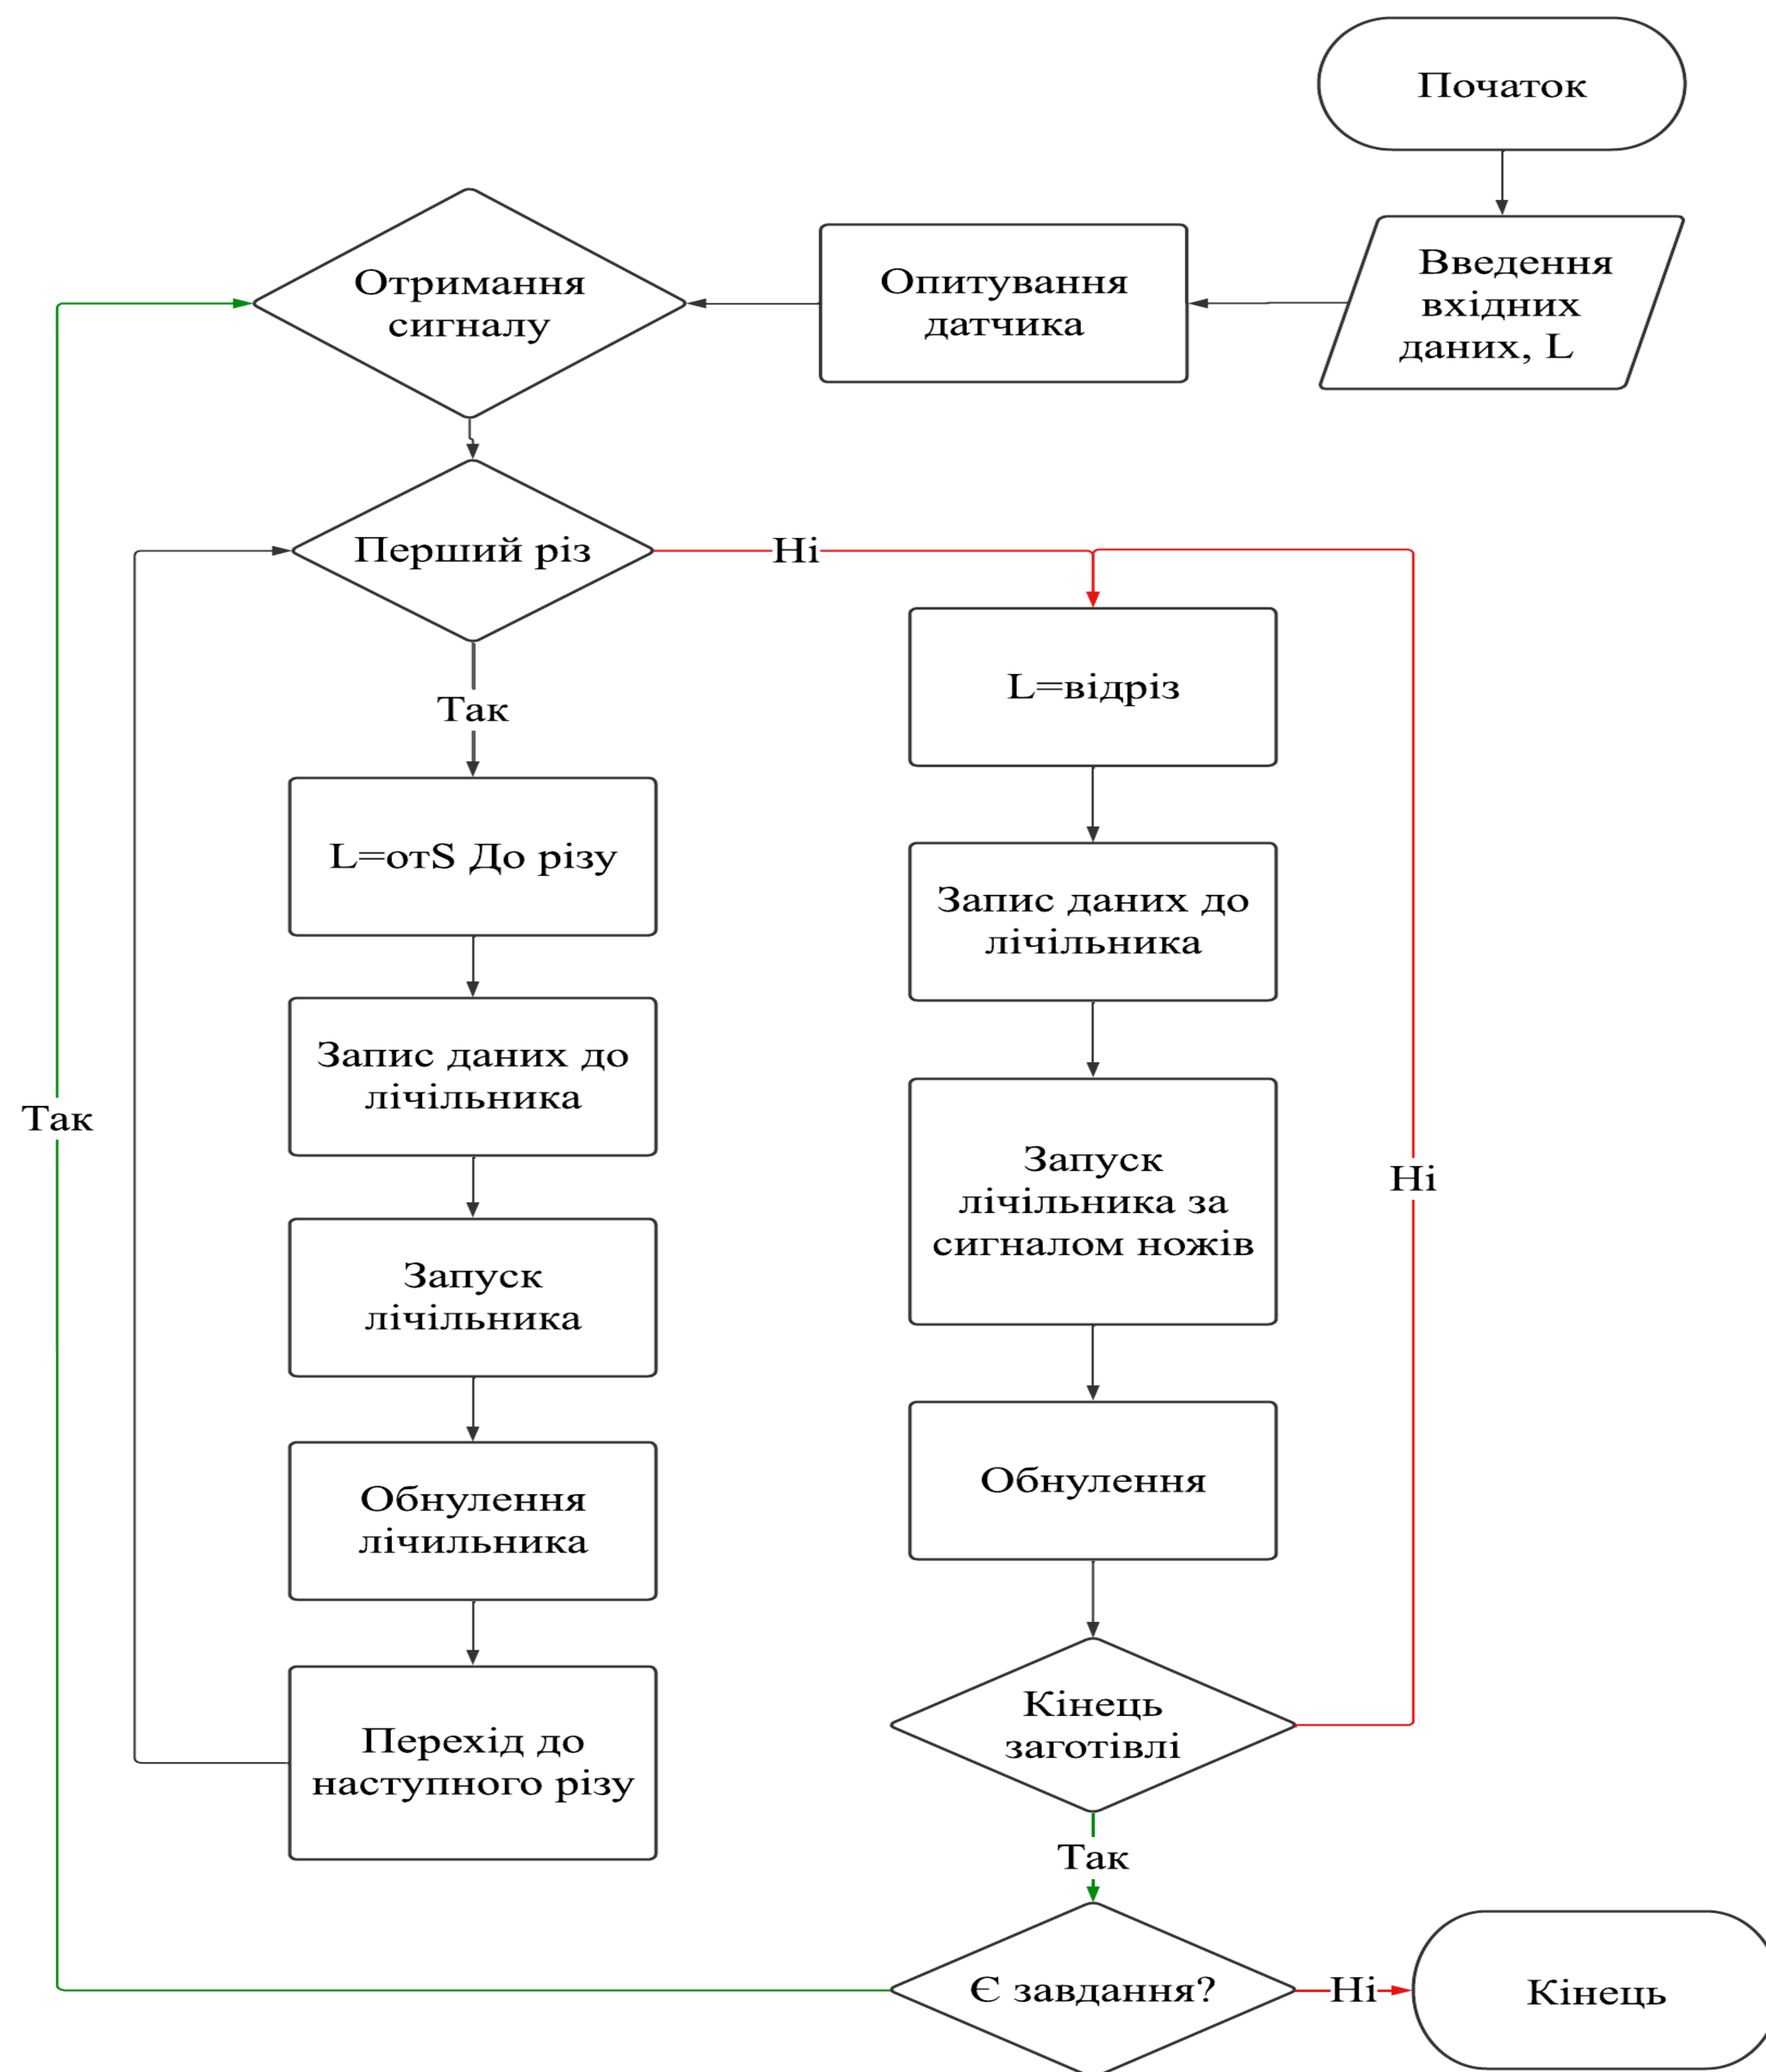 Початок
Введення
вхідних
даних, L
Опитування
датчика
Отримання
сигналу
Перший різ
Ні
Так
L=отS До різу
Запис даних до
лічільника
Запуск
лічільника
Обнулення
лічильника
Перехід до
наступного різу
L=відріз
Запис даних до
лічільника
Запуск
лічільника за
сигналом ножів
Обнулення
Кінець
заготівлі
Ні
Так
Є завдання?
Так
Ні
Кінець